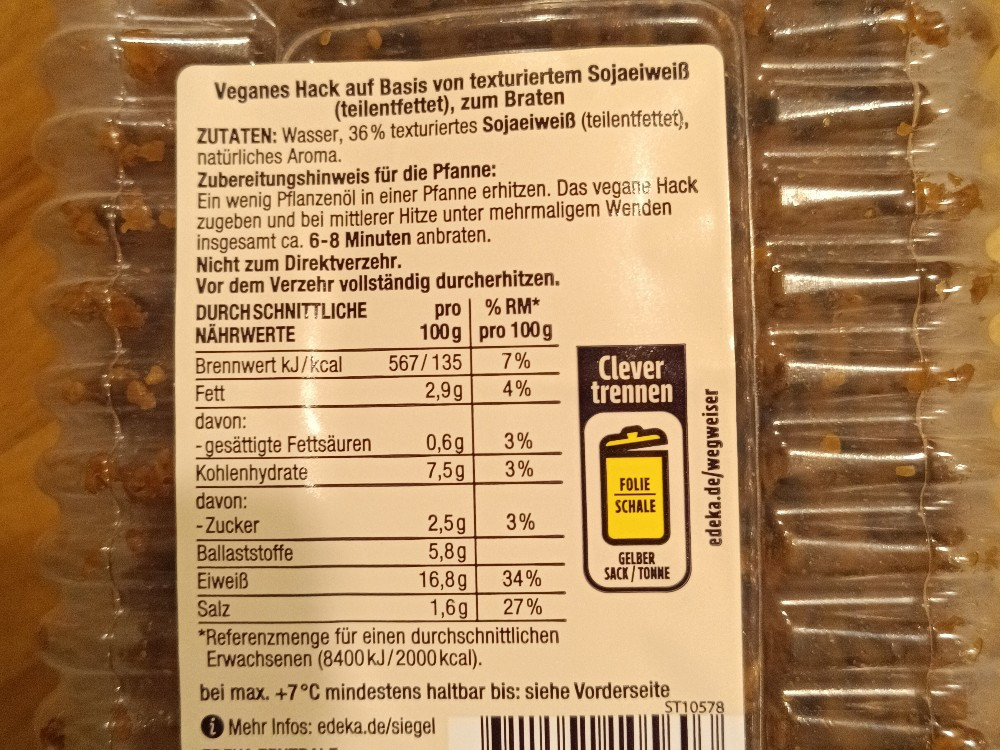 Veganes Hack auf Basis von texturiertem Sojaeiweiß
(teilentfettet), zum Braten
ZUTATEN: Wasser, 36% texturiertes Sojaeiweiß (teilentfettet),
natürliches Aroma.
Zubereitungshinweis für die Pfanne:
Ein wenig Pflanzenöl in einer Pfanne erhitzen. Das vegane Hack
zugeben und bei mittlerer Hitze unter mehrmaligem Wenden
insgesamt ca. 6-8 Minuten anbraten.
Nicht zum Direktverzehr.
Vor dem Verzehr vollständig durcherhitzen.
DURCHSCHNITTLICHE pro % RM*
NÄHRWERTE 100g pro 100g
Brennwert kJ/kcal 567/135 7%
Fett 2,9g 4%
davon:
- gesättigte Fettsäuren 0,6g 3%
Kohlenhydrate 7,5g 3%
davon:
- Zucker 2,5g 3%
Ballaststoffe 5,8g
Eiweiß 16,8g 34%
Salz 1,6g 27%
*Referenzmenge für einen durchschnittlichen
Erwachsenen (8400kJ/2000kcal).
bei max. +7°C mindestens haltbar bis: siehe Vorderseite
ST10578
i Mehr Infos: edeka.de/siegel
Clever
trennen
FOLIE
SCHALE
GELBER
SACK/TONNE
edeka.de/wegweiser